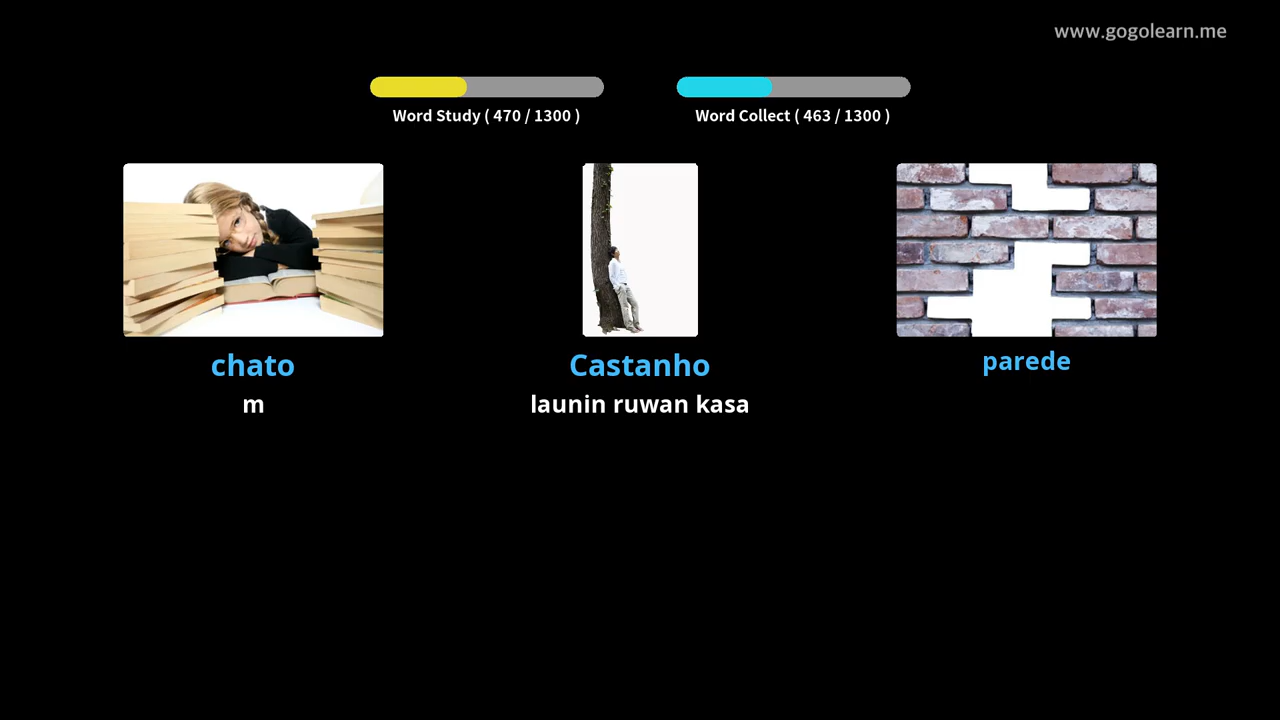 www.gogolearn.me
Word Study ( 470 / 1300 )
Word Collect ( 463 / 1300 )
chato
Castanho
parede
m
launin ruwan kasa